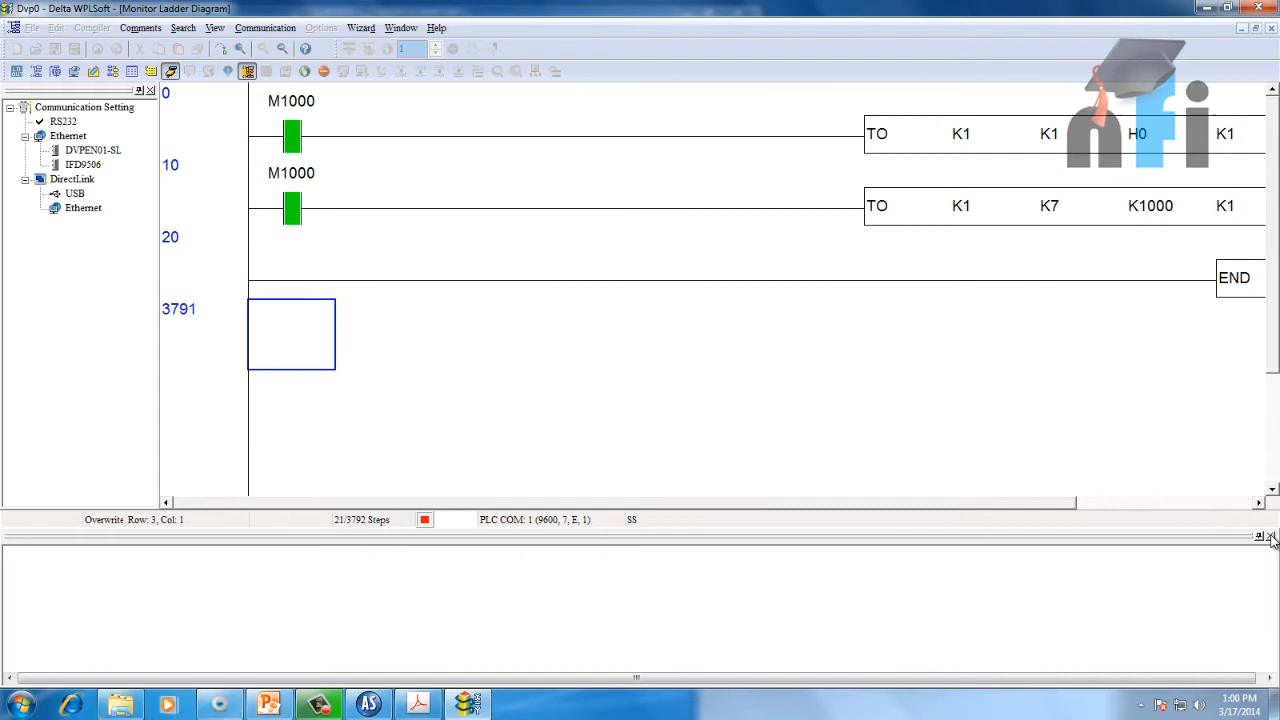 Dvp0 - Delta WPLSoft - [Monitor Ladder Diagram]
File Edit Compiler Comments Search View Communication Options Wizard Window Help
1
Communication Setting
RS232
Ethernet
DVPEN01-SL
IFD9506
DirectLink
USB
Ethernet
0
M1000
TO K1 K1 H0 K1
10
M1000
TO K1 K7 K1000 K1
20
END
3791
nfi
Overwrite Row: 3, Col: 1 21/3792 Steps PLC COM: 1 (9600, 7, E, 1) SS
AS
1:00 PM
3/17/2014